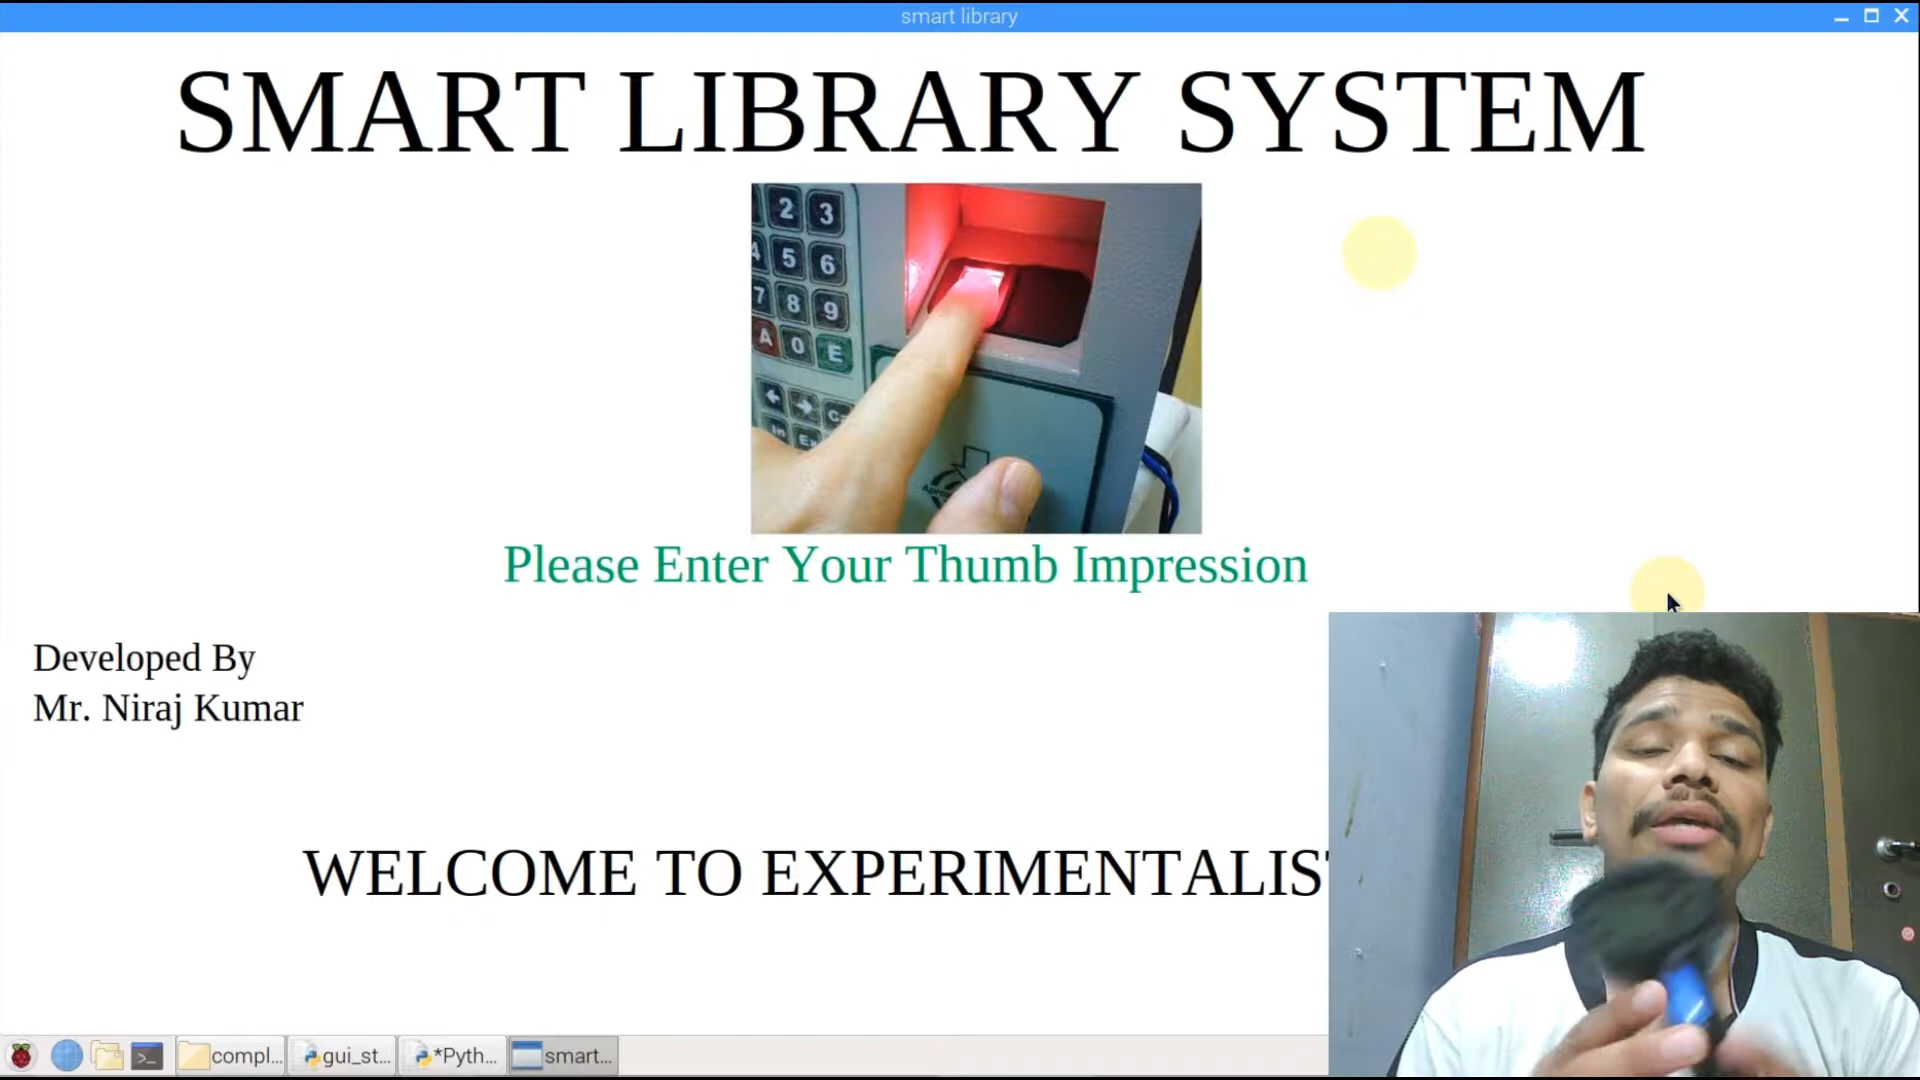 smart library
SMART LIBRARY SYSTEM
2 3
4 5 6
7 8 9
A 0 E
Please Enter Your Thumb Impression
Developed By
Mr. Niraj Kumar
WELCOME TO EXPERIMENTALIS
compl...
gui_st...
*Pyth...
smart...